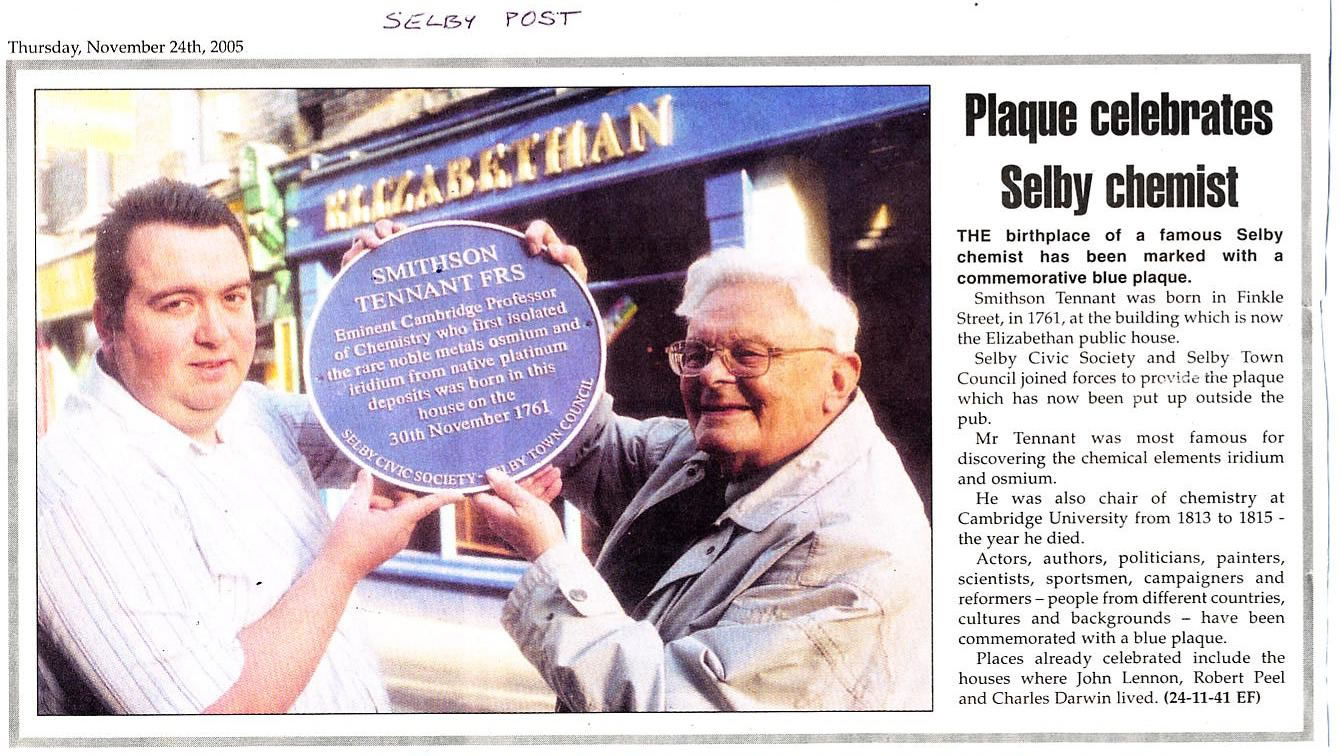 SELBY POST
Thursday, November 24th, 2005
ELIZABETHAN
SMITHSON
TENNANT FRS
Eminent Cambridge Professor
of Chemistry who first isolated
the rare noble metals osmium and
iridium from native platinum
deposits was born in this
house on the
30th November 1761
SELBY CIVIC SOCIETY - LBY TOWN COUNCIL
Plaque celebrates
Selby chemist
THE birthplace of a famous Selby
chemist has been marked with a
commemorative blue plaque.
Smithson Tennant was born in Finkle
Street, in 1761, at the building which is now
the Elizabethan public house.
Selby Civic Society and Selby Town
Council joined forces to provide the plaque
which has now been put up outside the
pub.
Mr Tennant was most famous for
discovering the chemical elements iridium
and osmium.
He was also chair of chemistry at
Cambridge University from 1813 to 1815 -
the year he died.
Actors, authors, politicians, painters,
scientists, sportsmen, campaigners and
reformers – people from different countries,
cultures and backgrounds – have been
commemorated with a blue plaque.
Places already celebrated include the
houses where John Lennon, Robert Peel
and Charles Darwin lived. (24-11-41 EF)